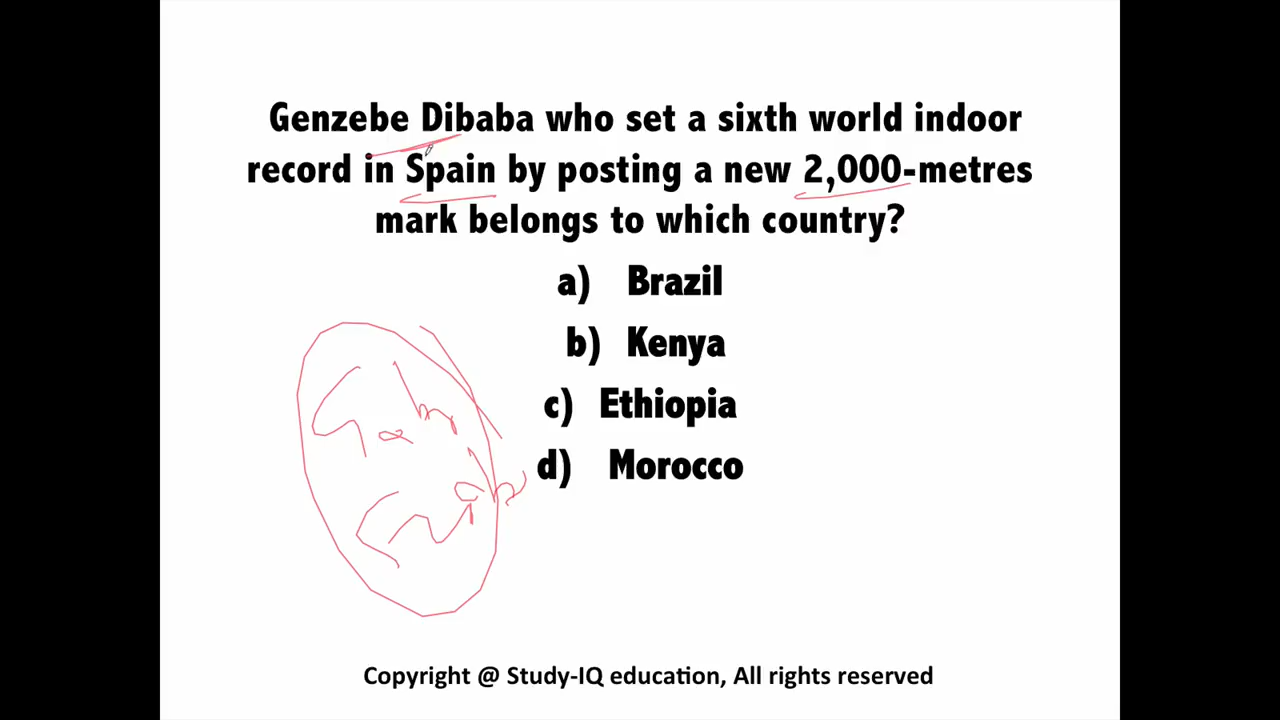 Genzebe Dibaba who set a sixth world indoor
record in Spain by posting a new 2,000-metres
mark belongs to which country?
a) Brazil
b) Kenya
c) Ethiopia
d) Morocco
Copyright @ Study-IQ education, All rights reserved